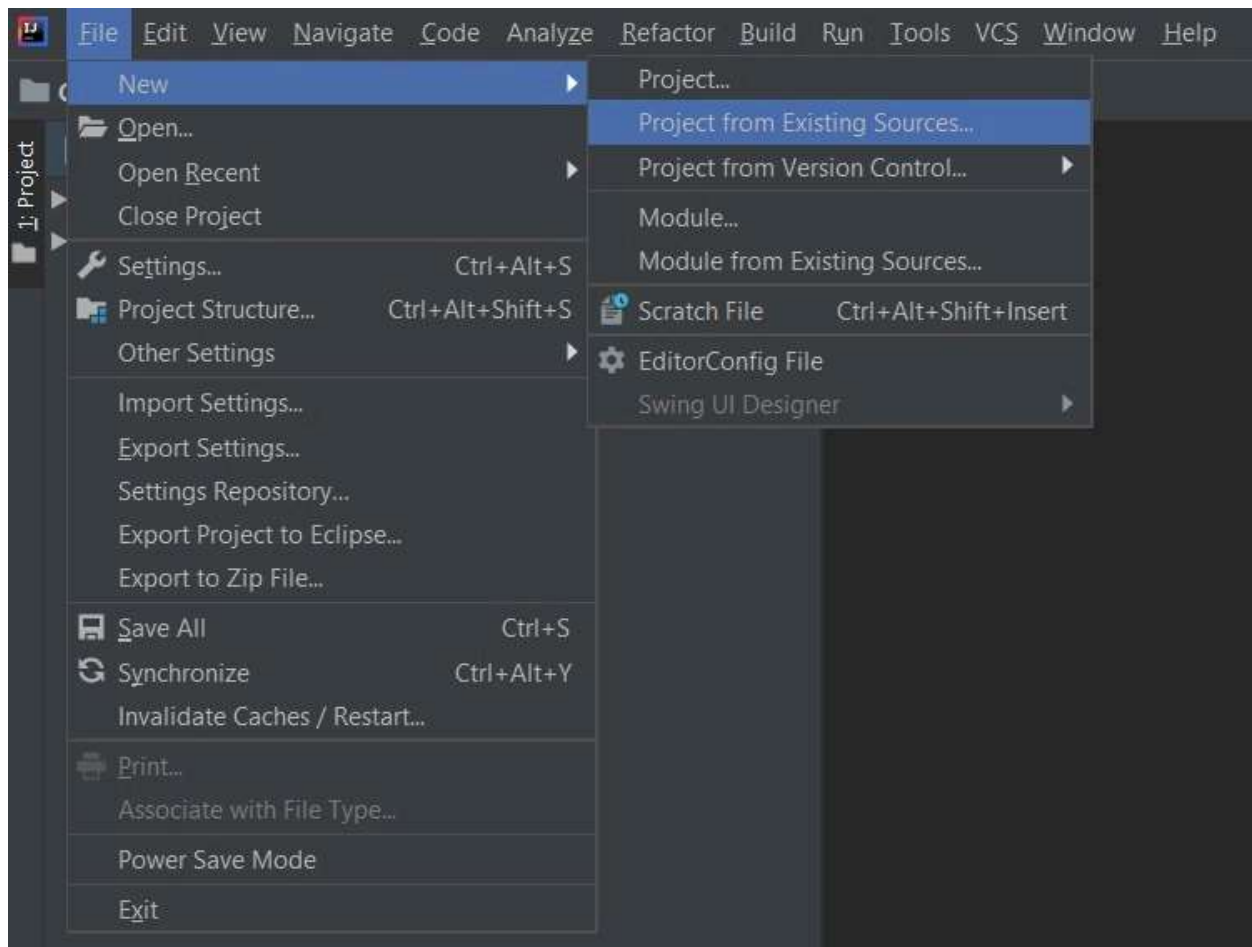 IJ File Edit View Navigate Code Analyze Refactor Build Run Tools VCS Window Help
1: Project
New
Open...
Open Recent
Close Project
Settings... Ctrl+Alt+S
Project Structure... Ctrl+Alt+Shift+S
Other Settings
Import Settings...
Export Settings...
Settings Repository...
Export Project to Eclipse...
Export to Zip File...
Save All Ctrl+S
Synchronize Ctrl+Alt+Y
Invalidate Caches / Restart...
Print...
Associate with File Type...
Power Save Mode
Exit
Project...
Project from Existing Sources...
Project from Version Control...
Module...
Module from Existing Sources...
Scratch File Ctrl+Alt+Shift+Insert
EditorConfig File
Swing UI Designer